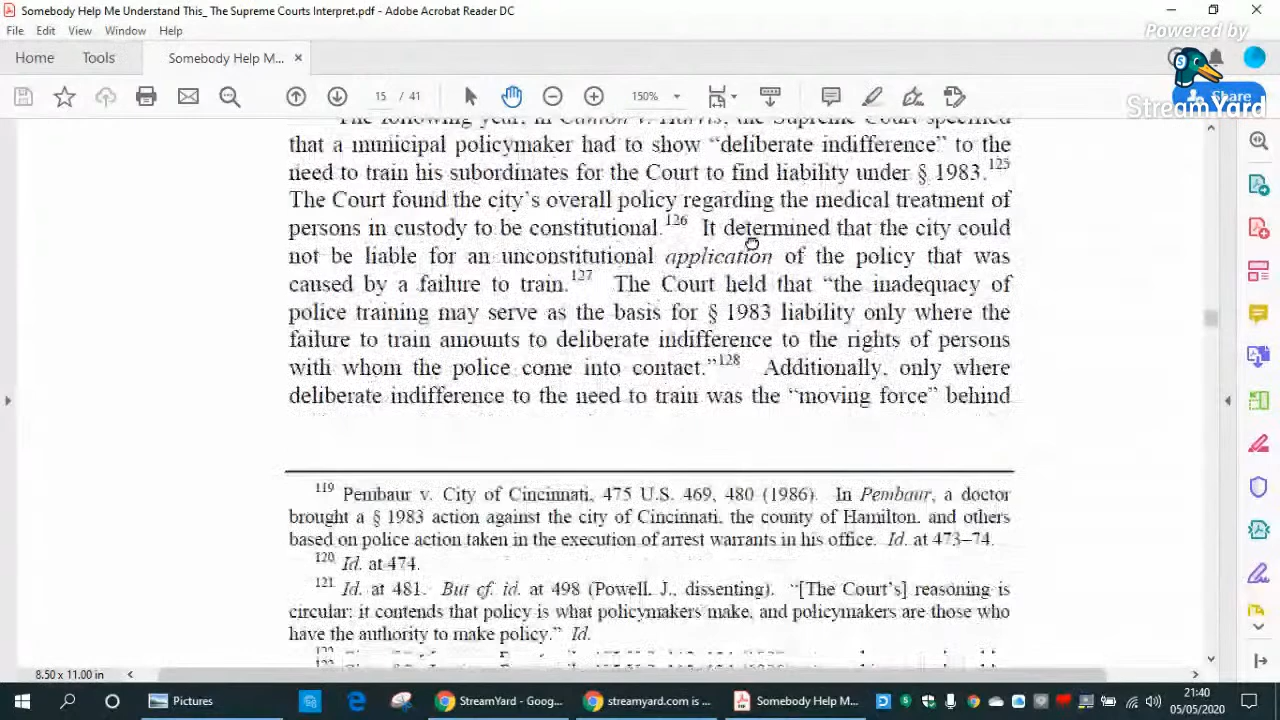 Somebody Help Me Understand This_ The Supreme Courts Interpret.pdf - Adobe Acrobat Reader DC
File Edit View Window Help
Powered by
StreamYard
Home Tools Somebody Help M... ×
15 / 41 150% Share
The following year, in Canton v. Harris, the Supreme Court specified
that a municipal policymaker had to show “deliberate indifference” to the
need to train his subordinates for the Court to find liability under § 1983.125
The Court found the city’s overall policy regarding the medical treatment of
persons in custody to be constitutional.126 It determined that the city could
not be liable for an unconstitutional application of the policy that was
caused by a failure to train.127 The Court held that “the inadequacy of
police training may serve as the basis for § 1983 liability only where the
failure to train amounts to deliberate indifference to the rights of persons
with whom the police come into contact.”128 Additionally, only where
deliberate indifference to the need to train was the “moving force” behind
119 Pembaur v. City of Cincinnati, 475 U.S. 469, 480 (1986). In Pembaur, a doctor
brought a § 1983 action against the city of Cincinnati, the county of Hamilton, and others
based on police action taken in the execution of arrest warrants in his office. Id. at 473–74.
120 Id. at 474.
121 Id. at 481. But cf. id. at 498 (Powell, J., dissenting). “[The Court’s] reasoning is
circular: it contends that policy is what policymakers make, and policymakers are those who
have the authority to make policy.” Id.
8.50 x 11.00 in
Pictures StreamYard - Goog... streamyard.com is ... Somebody Help Me... 21:40
05/05/2020